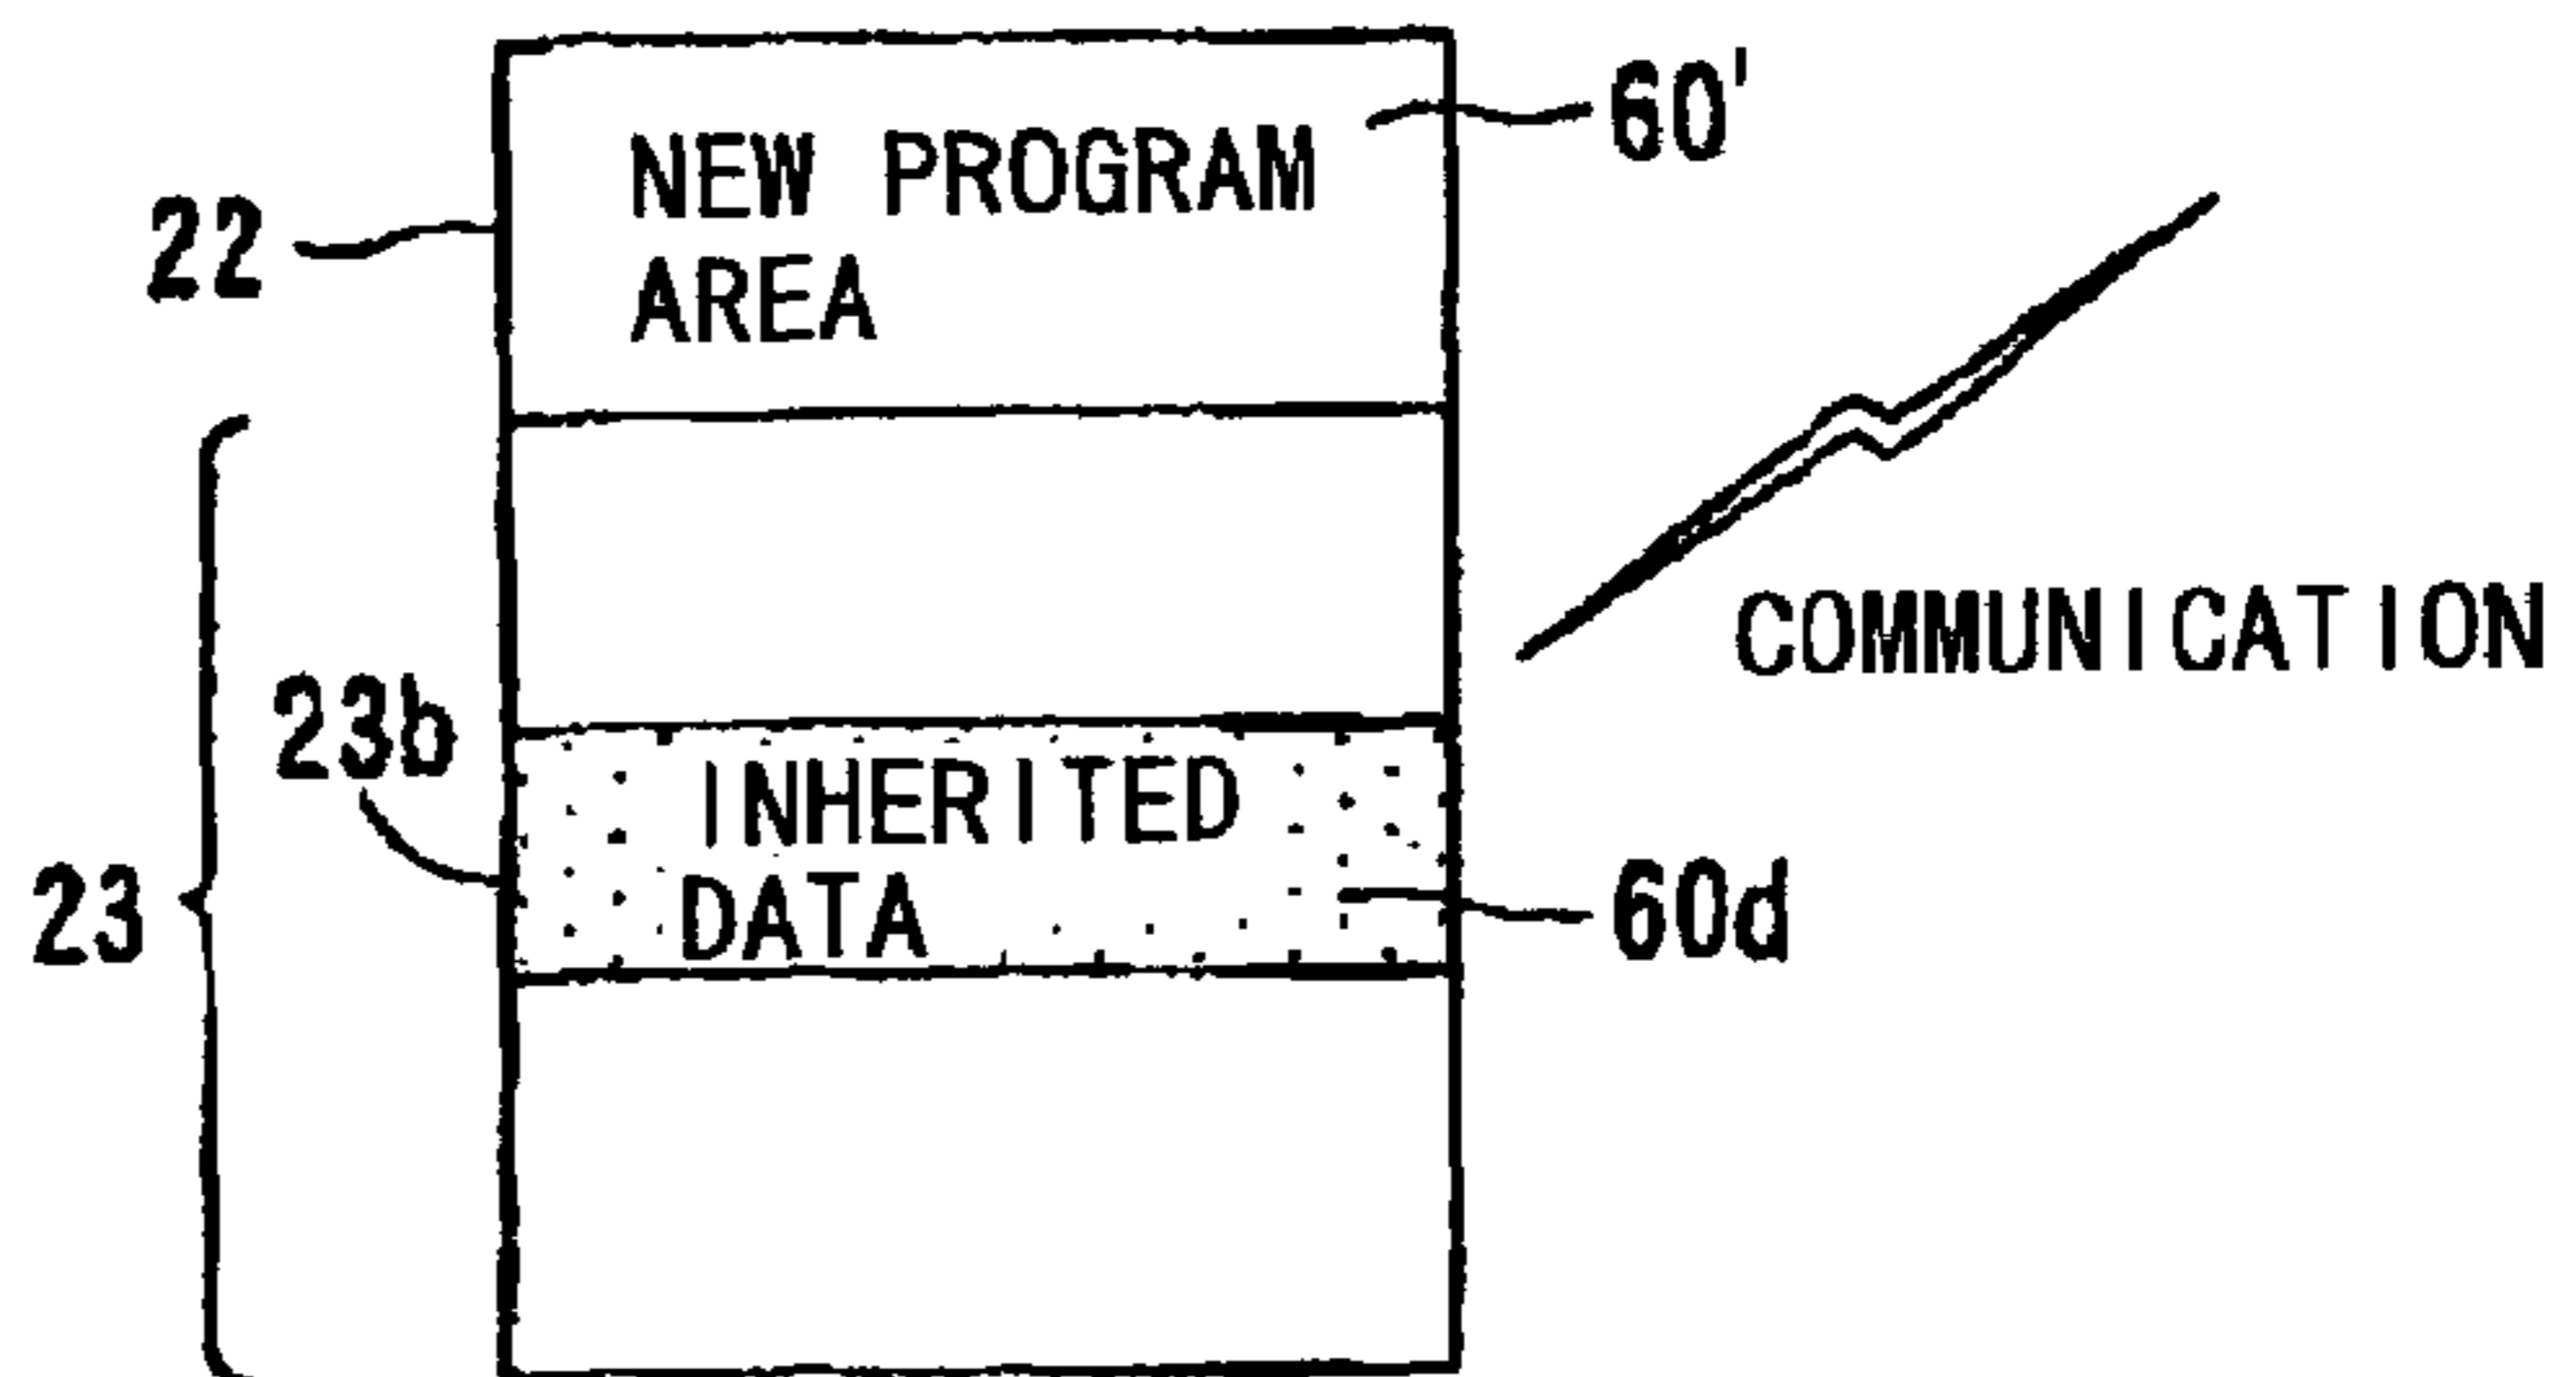 60'
NEW PROGRAM
AREA
22
COMMUNICATION
23b
INHERITED
DATA
23
60d